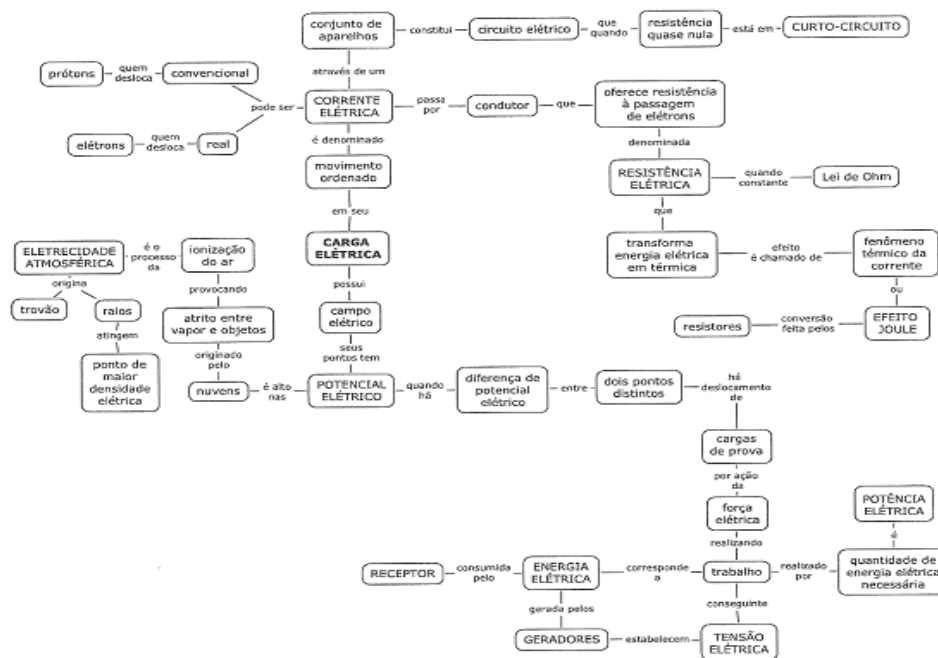 conjunto de
aparelhos
constitui
circuito elétrico
que
quando
resistência
quase nula
está em
CURTO-CIRCUITO
prótons
quem
desloca
convencional
através de um
pode ser
CORRENTE
ELÉTRICA
passa
por
condutor
que
oferece resistência
à passagem
de elétrons
elétrons
quem
desloca
real
é denominado
denominada
movimento
ordenado
RESISTÊNCIA
ELÉTRICA
quando
constante
Lei de Ohm
em seu
que
CARGA
ELÉTRICA
transforma
energia elétrica
em térmica
efeito
é chamado de
fenômeno
térmico da
corrente
ELETRECIDADE
ATMOSFÉRICA
é o
processo
da
ionização
do ar
possui
ou
origina
provocando
trovão
raios
atrito entre
vapor e objetos
campo
elétrico
resistores
conversão
feita pelos
EFEITO
JOULE
atingem
originado
pelo
seus
pontos tem
ponto de
maior
densidade
elétrica
nuvens
é alto
nas
POTENCIAL
ELÉTRICO
quando
há
diferença de
potencial
elétrico
entre
dois pontos
distintos
há
deslocamento
de
cargas
de prova
por ação
da
força
elétrica
POTÊNCIA
ELÉTRICA
realizando
é
RECEPTOR
consumida
pelo
ENERGIA
ELÉTRICA
corresponde
a
trabalho
realizado
por
quantidade de
energia elétrica
necessária
gerada pelos
conseguinte
GERADORES
estabelecem
TENSÃO
ELÉTRICA